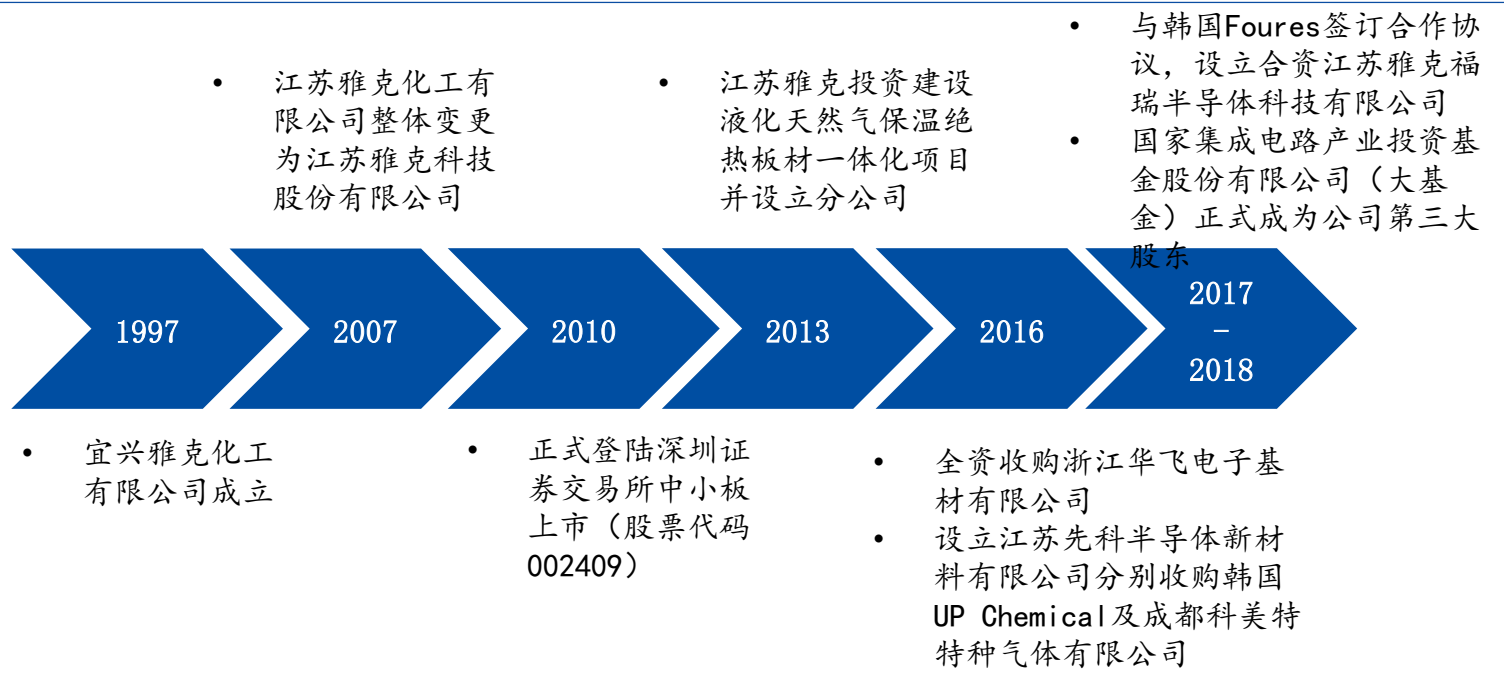 • 江苏雅克化工有
限公司整体变更
为江苏雅克科技
股份有限公司
• 江苏雅克投资建设
液化天然气保温绝
热板材一体化项目
并设立分公司
• 与韩国Foures签订合作协
议，设立合资江苏雅克福
瑞半导体科技有限公司
• 国家集成电路产业投资基
金股份有限公司（大基
金）正式成为公司第三大
股东
1997
2007
2010
2013
2016
2017
–
2018
• 宜兴雅克化工
有限公司成立
• 正式登陆深圳证
券交易所中小板
上市（股票代码
002409）
• 全资收购浙江华飞电子基
材有限公司
• 设立江苏先科半导体新材
料有限公司分别收购韩国
UP Chemical及成都科美特
特种气体有限公司